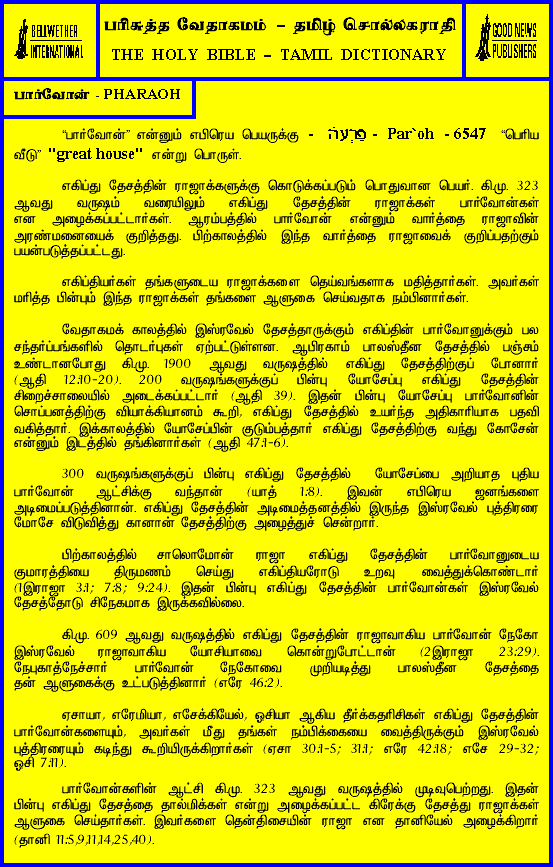 BELLWETHER
INTERNATIONAL
பரிசுத்த வேதாகமம் – தமிழ் சொல்லகராதி
THE HOLY BIBLE – TAMIL DICTIONARY
GOOD NEWS
PUBLISHERS
பார்வோன் - PHARAOH
“பார்வோன்” என்னும் எபிரெய பெயருக்கு - פַּרְעֹה - Par`oh - 6547 “பெரிய
வீடு” "great house" என்று பொருள்.
எகிப்து தேசத்தின் ராஜாக்களுக்கு கொடுக்கப்படும் பொதுவான பெயர். கி.மு. 323
ஆவது வருஷம் வரையிலும் எகிப்து தேசத்தின் ராஜாக்கள் பார்வோன்கள்
என அழைக்கப்பட்டார்கள். ஆரம்பத்தில் பார்வோன் என்னும் வார்த்தை ராஜாவின்
அரண்மனையைக் குறித்தது. பிற்காலத்தில் இந்த வார்த்தை ராஜாவைக் குறிப்பதற்கும்
பயன்படுத்தப்பட்டது.
எகிப்தியர்கள் தங்களுடைய ராஜாக்களை தெய்வங்களாக மதித்தார்கள். அவர்கள்
மரித்த பின்பும் இந்த ராஜாக்கள் தங்களை ஆளுகை செய்வதாக நம்பினார்கள்.
வேதாகமக் காலத்தில் இஸ்ரவேல் தேசத்தாருக்கும் எகிப்தின் பார்வோனுக்கும் பல
சந்தர்ப்பங்களில் தொடர்புகள் ஏற்பட்டுள்ளன. ஆபிரகாம் பாலஸ்தீன தேசத்தில் பஞ்சம்
உண்டானபோது கி.மு. 1900 ஆவது வருஷத்தில் எகிப்து தேசத்திற்குப் போனார்
(ஆதி 12:10-20). 200 வருஷங்களுக்குப் பின்பு யோசேப்பு எகிப்து தேசத்தின்
சிறைச்சாலையில் அடைக்கப்பட்டார் (ஆதி 39). இதன் பின்பு யோசேப்பு பார்வோனின்
சொப்பனத்திற்கு வியாக்கியானம் கூறி, எகிப்து தேசத்தில் உயர்ந்த அதிகாரியாக பதவி
வகித்தார். இக்காலத்தில் யோசேப்பின் குடும்பத்தார் எகிப்து தேசத்திற்கு வந்து கோசேன்
என்னும் இடத்தில் தங்கினார்கள் (ஆதி 47:1-6).
300 வருஷங்களுக்குப் பின்பு எகிப்து தேசத்தில் யோசேப்பை அறியாத புதிய
பார்வோன் ஆட்சிக்கு வந்தான் (யாத் 1:8). இவன் எபிரெய ஜனங்களை
அடிமைப்படுத்தினான். எகிப்து தேசத்தின் அடிமைத்தனத்தில் இருந்த இஸ்ரவேல் புத்திரரை
மோசே விடுவித்து கானான் தேசத்திற்கு அழைத்துச் சென்றார்.
பிற்காலத்தில் சாலொமோன் ராஜா எகிப்து தேசத்தின் பார்வோனுடைய
குமாரத்தியை திருமணம் செய்து எகிப்தியரோடு உறவு வைத்துக்கொண்டார்
(1இராஜா 3:1; 7:8; 9:24). இதன் பின்பு எகிப்து தேசத்தின் பார்வோன்கள் இஸ்ரவேல்
தேசத்தோடு சிநேகமாக இருக்கவில்லை.
கி.மு. 609 ஆவது வருஷத்தில் எகிப்து தேசத்தின் ராஜாவாகிய பார்வோன் நேகோ
இஸ்ரவேல் ராஜாவாகிய யோசியாவை கொன்றுபோட்டான் (2இராஜா 23:29).
நேபுகாத்நேச்சார் பார்வோன் நேகோவை முறியடித்து பாலஸ்தீன தேசத்தை
தன் ஆளுகைக்கு உட்படுத்தினார் (எரே 46:2).
ஏசாயா, எரேமியா, எசேக்கியேல், ஓசியா ஆகிய தீர்க்கதரிசிகள் எகிப்து தேசத்தின்
பார்வோன்களையும், அவர்கள் மீது தங்கள் நம்பிக்கையை வைத்திருக்கும் இஸ்ரவேல்
புத்திரரையும் கடிந்து கூறியிருக்கிறார்கள் (ஏசா 30:1-5; 31:1; எரே 42:18; எசே 29-32;
ஓசி 7:11).
பார்வோன்களின் ஆட்சி கி.மு. 323 ஆவது வருஷத்தில் முடிவுபெற்றது. இதன்
பின்பு எகிப்து தேசத்தை தால்மிக்கள் என்று அழைக்கப்பட்ட கிரேக்கு தேசத்து ராஜாக்கள்
ஆளுகை செய்தார்கள். இவர்களை தென்திசையின் ராஜா என தானியேல் அழைக்கிறார்
(தானி 11:5,9,11,14,25,40).